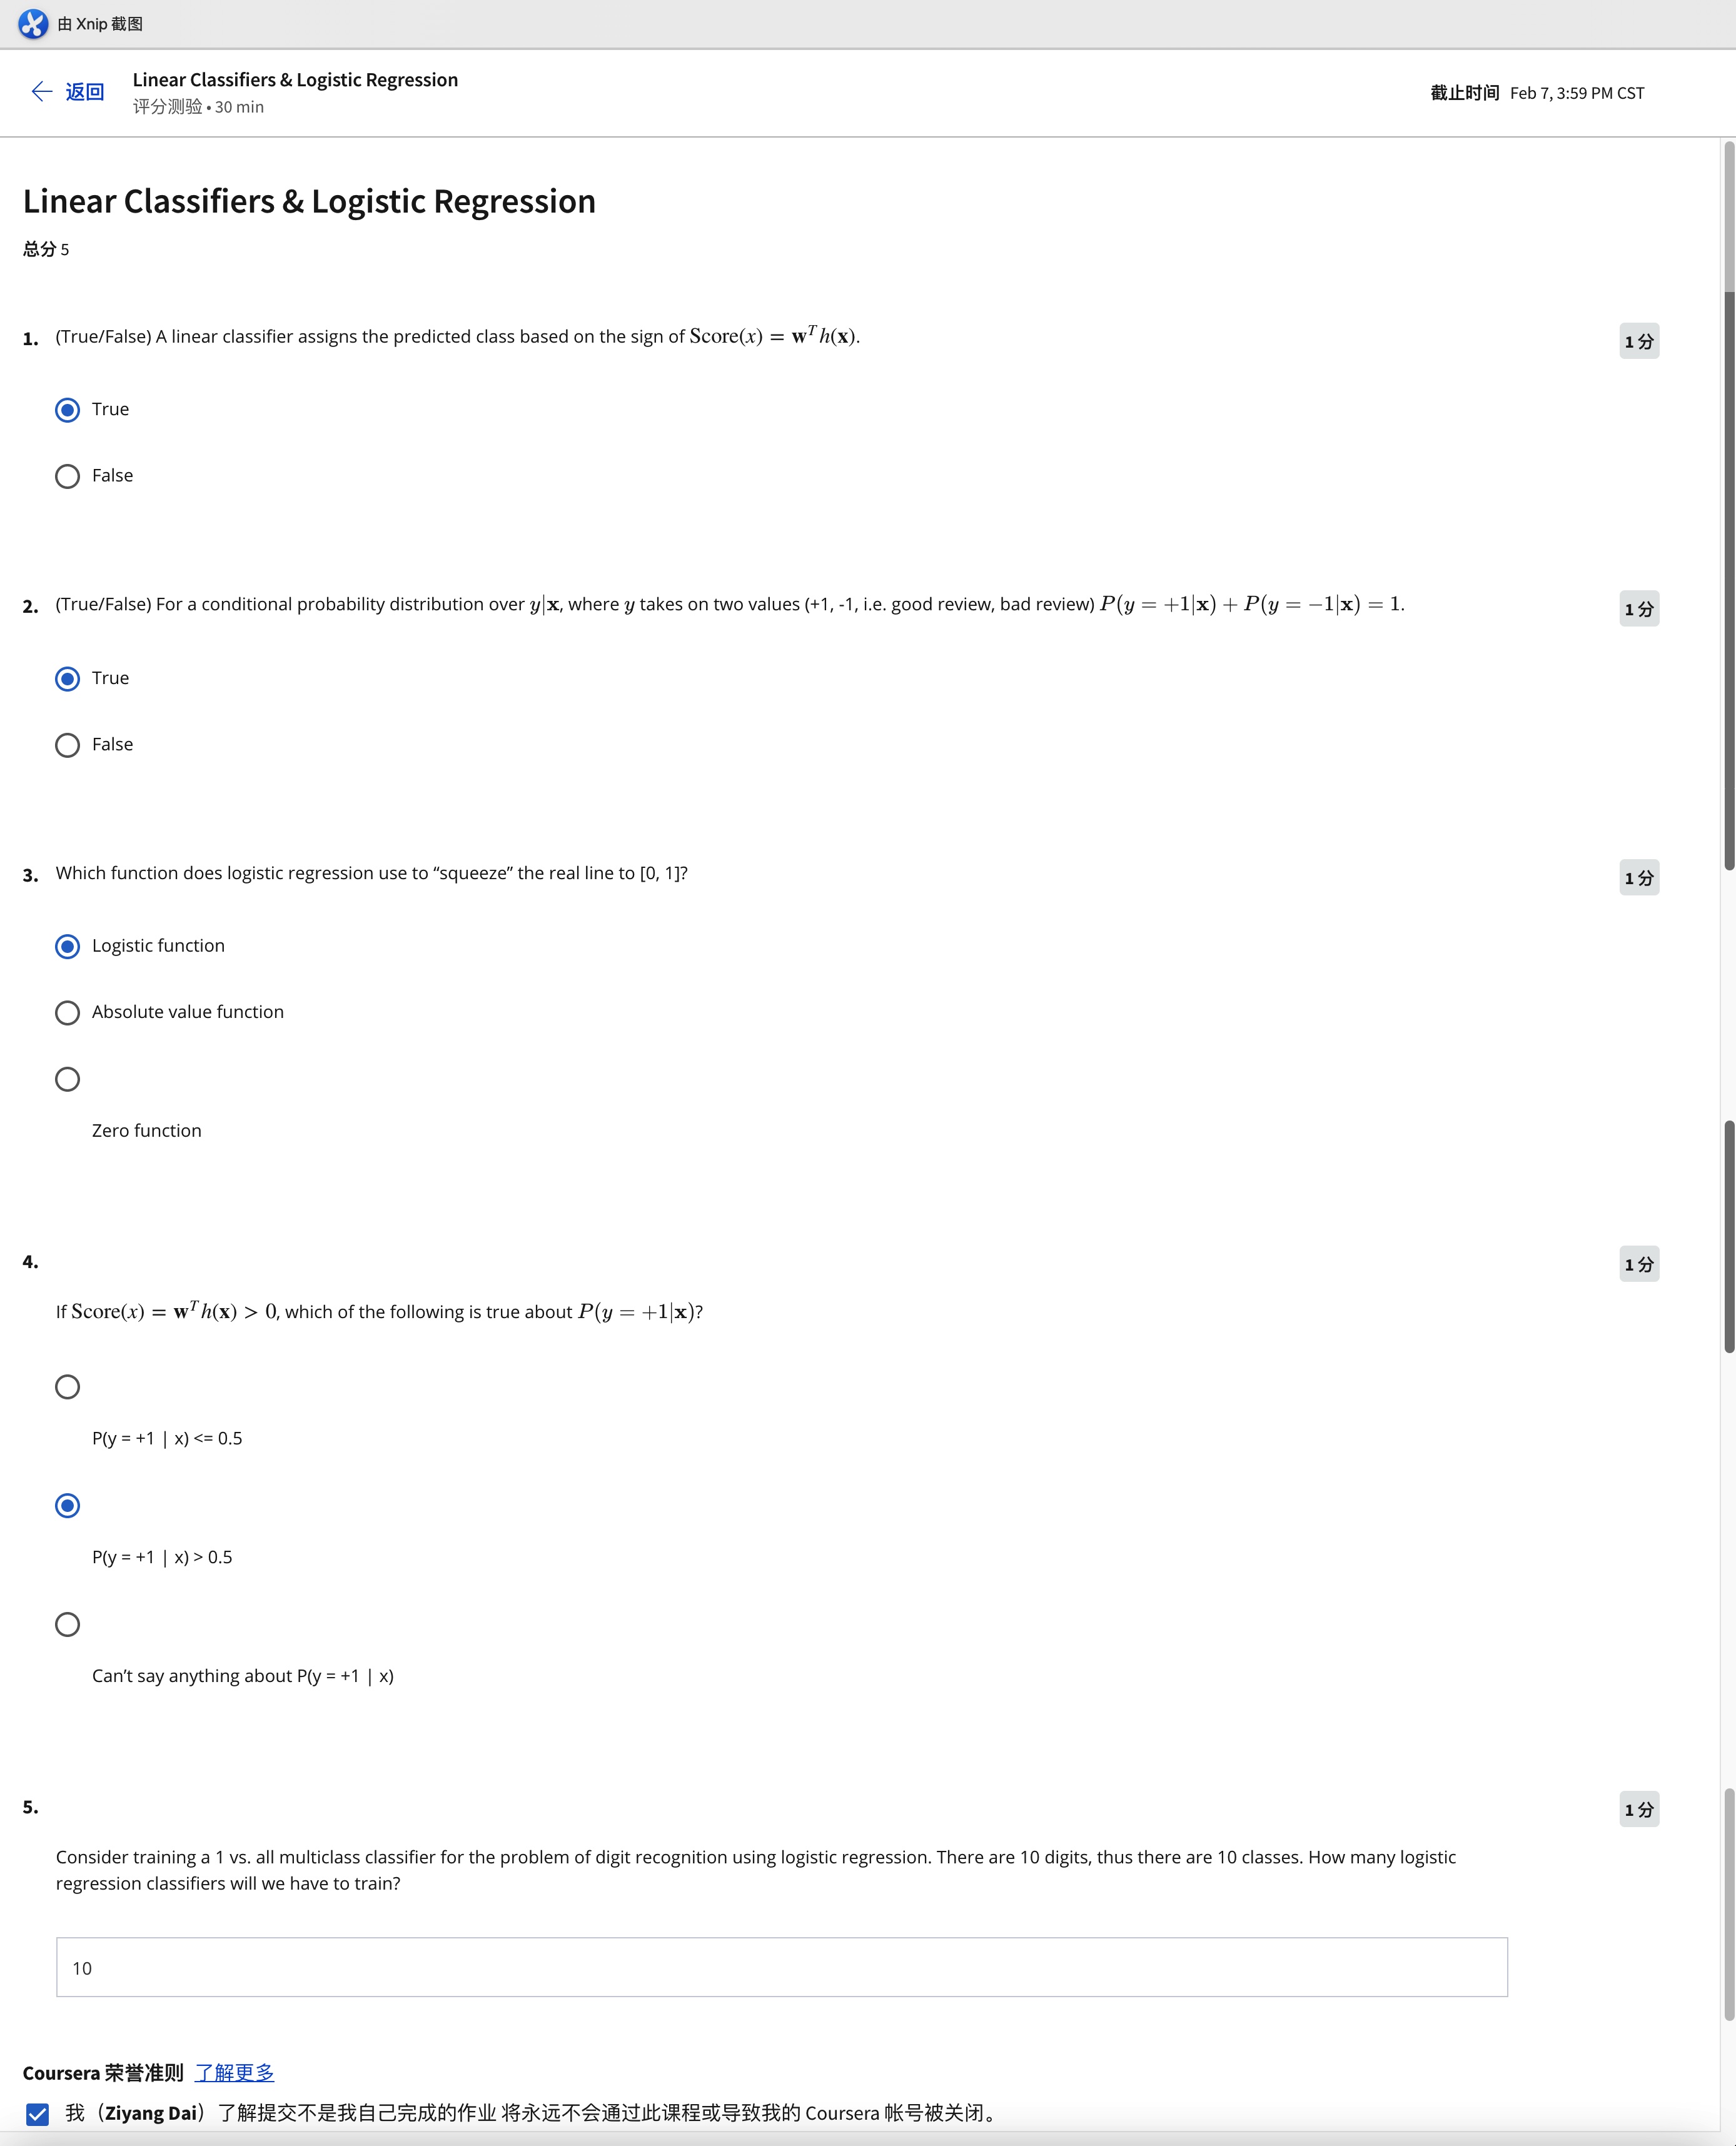 由 Xnip 截图
返回
Linear Classifiers & Logistic Regression
评分测验 • 30 min
截止时间 Feb 7, 3:59 PM CST
Linear Classifiers & Logistic Regression
总分 5
1. (True/False) A linear classifier assigns the predicted class based on the sign of Score(x) = w^T h(x).
1 分
True
False
2. (True/False) For a conditional probability distribution over y|x, where y takes on two values (+1, -1, i.e. good review, bad review) P(y = +1|x) + P(y = −1|x) = 1.
1 分
True
False
3. Which function does logistic regression use to “squeeze” the real line to [0, 1]?
1 分
Logistic function
Absolute value function
Zero function
4.
1 分
If Score(x) = w^T h(x) > 0, which of the following is true about P(y = +1|x)?
P(y = +1 | x) <= 0.5
P(y = +1 | x) > 0.5
Can’t say anything about P(y = +1 | x)
5.
1 分
Consider training a 1 vs. all multiclass classifier for the problem of digit recognition using logistic regression. There are 10 digits, thus there are 10 classes. How many logistic
regression classifiers will we have to train?
10
Coursera 荣誉准则 了解更多
我（Ziyang Dai）了解提交不是我自己完成的作业 将永远不会通过此课程或导致我的 Coursera 帐号被关闭。